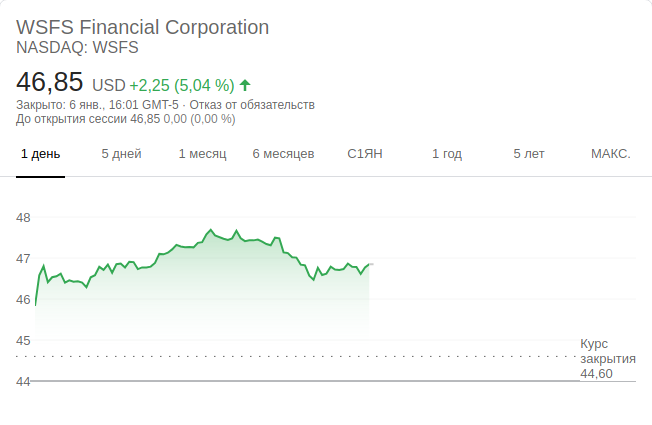 WSFS Financial Corporation
NASDAQ: WSFS
46,85 USD +2,25 (5,04 %)
Закрыто: 6 янв., 16:01 GMT-5 · Отказ от обязательств
До открытия сессии 46,85 0,00 (0,00 %)
1 день 5 дней 1 месяц 6 месяцев С1ЯН 1 год 5 лет МАКС.
48
47
46
45
Курс
закрытия
44,60
44